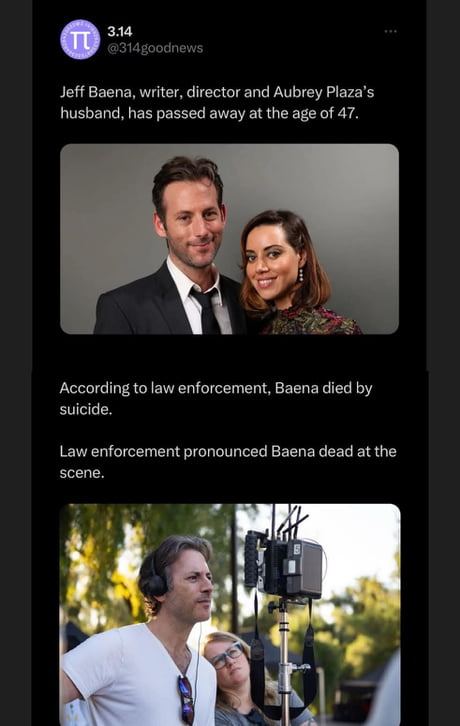 3.14
@314goodnews
Jeff Baena, writer, director and Aubrey Plaza’s
husband, has passed away at the age of 47.
According to law enforcement, Baena died by
suicide.
Law enforcement pronounced Baena dead at the
scene.